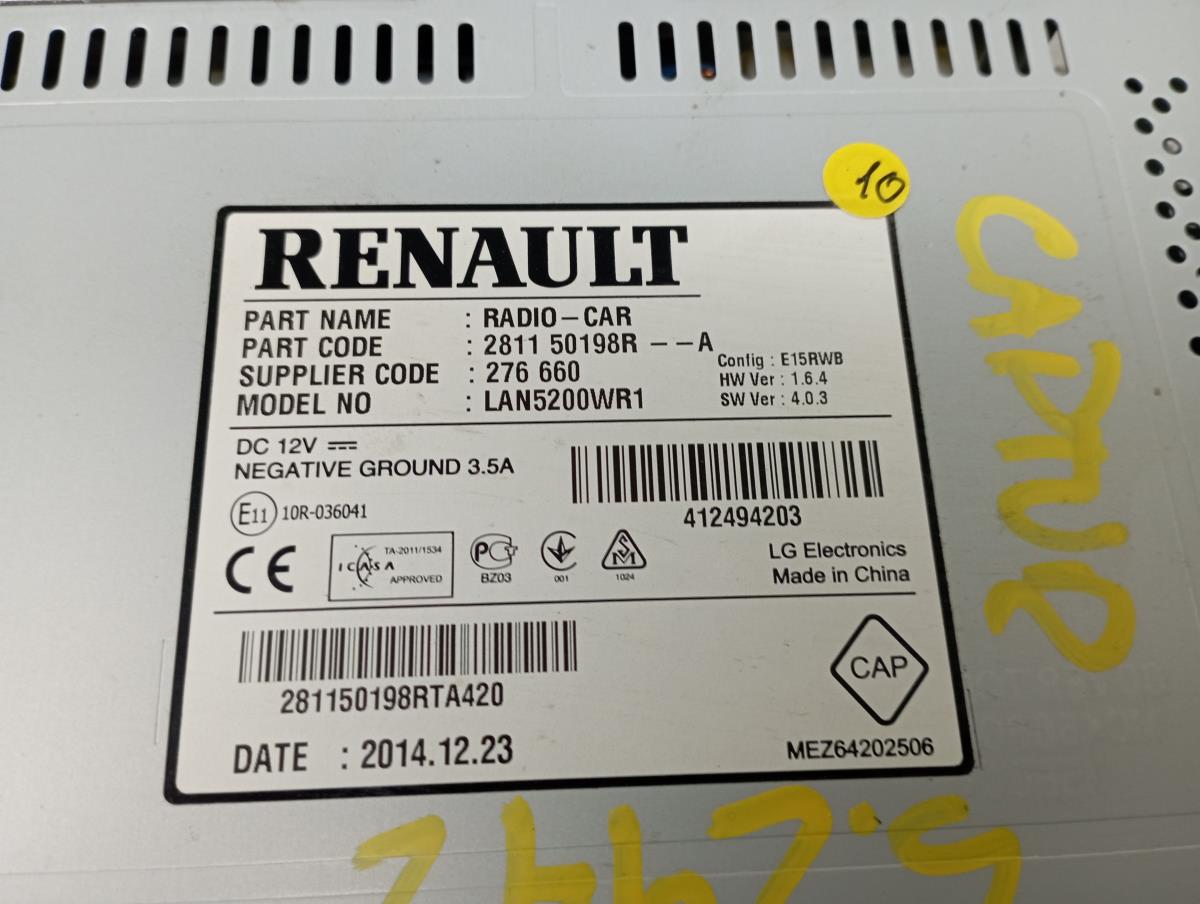 10
RENAULT
PART NAME : RADIO-CAR
PART CODE : 2811 50198R --A
SUPPLIER CODE : 276 660
MODEL NO : LAN5200WR1
Config : E15RWB
HW Ver : 1.6.4
SW Ver : 4.0.3
DC 12V
NEGATIVE GROUND 3.5A
412494203
E11 10R-036041
CE
TA-2011/1534
ICASA
APPROVED
BZ03
001
1024
LG Electronics
Made in China
281150198RTA420
CAP
DATE : 2014.12.23
MEZ64202506
CAPTUR